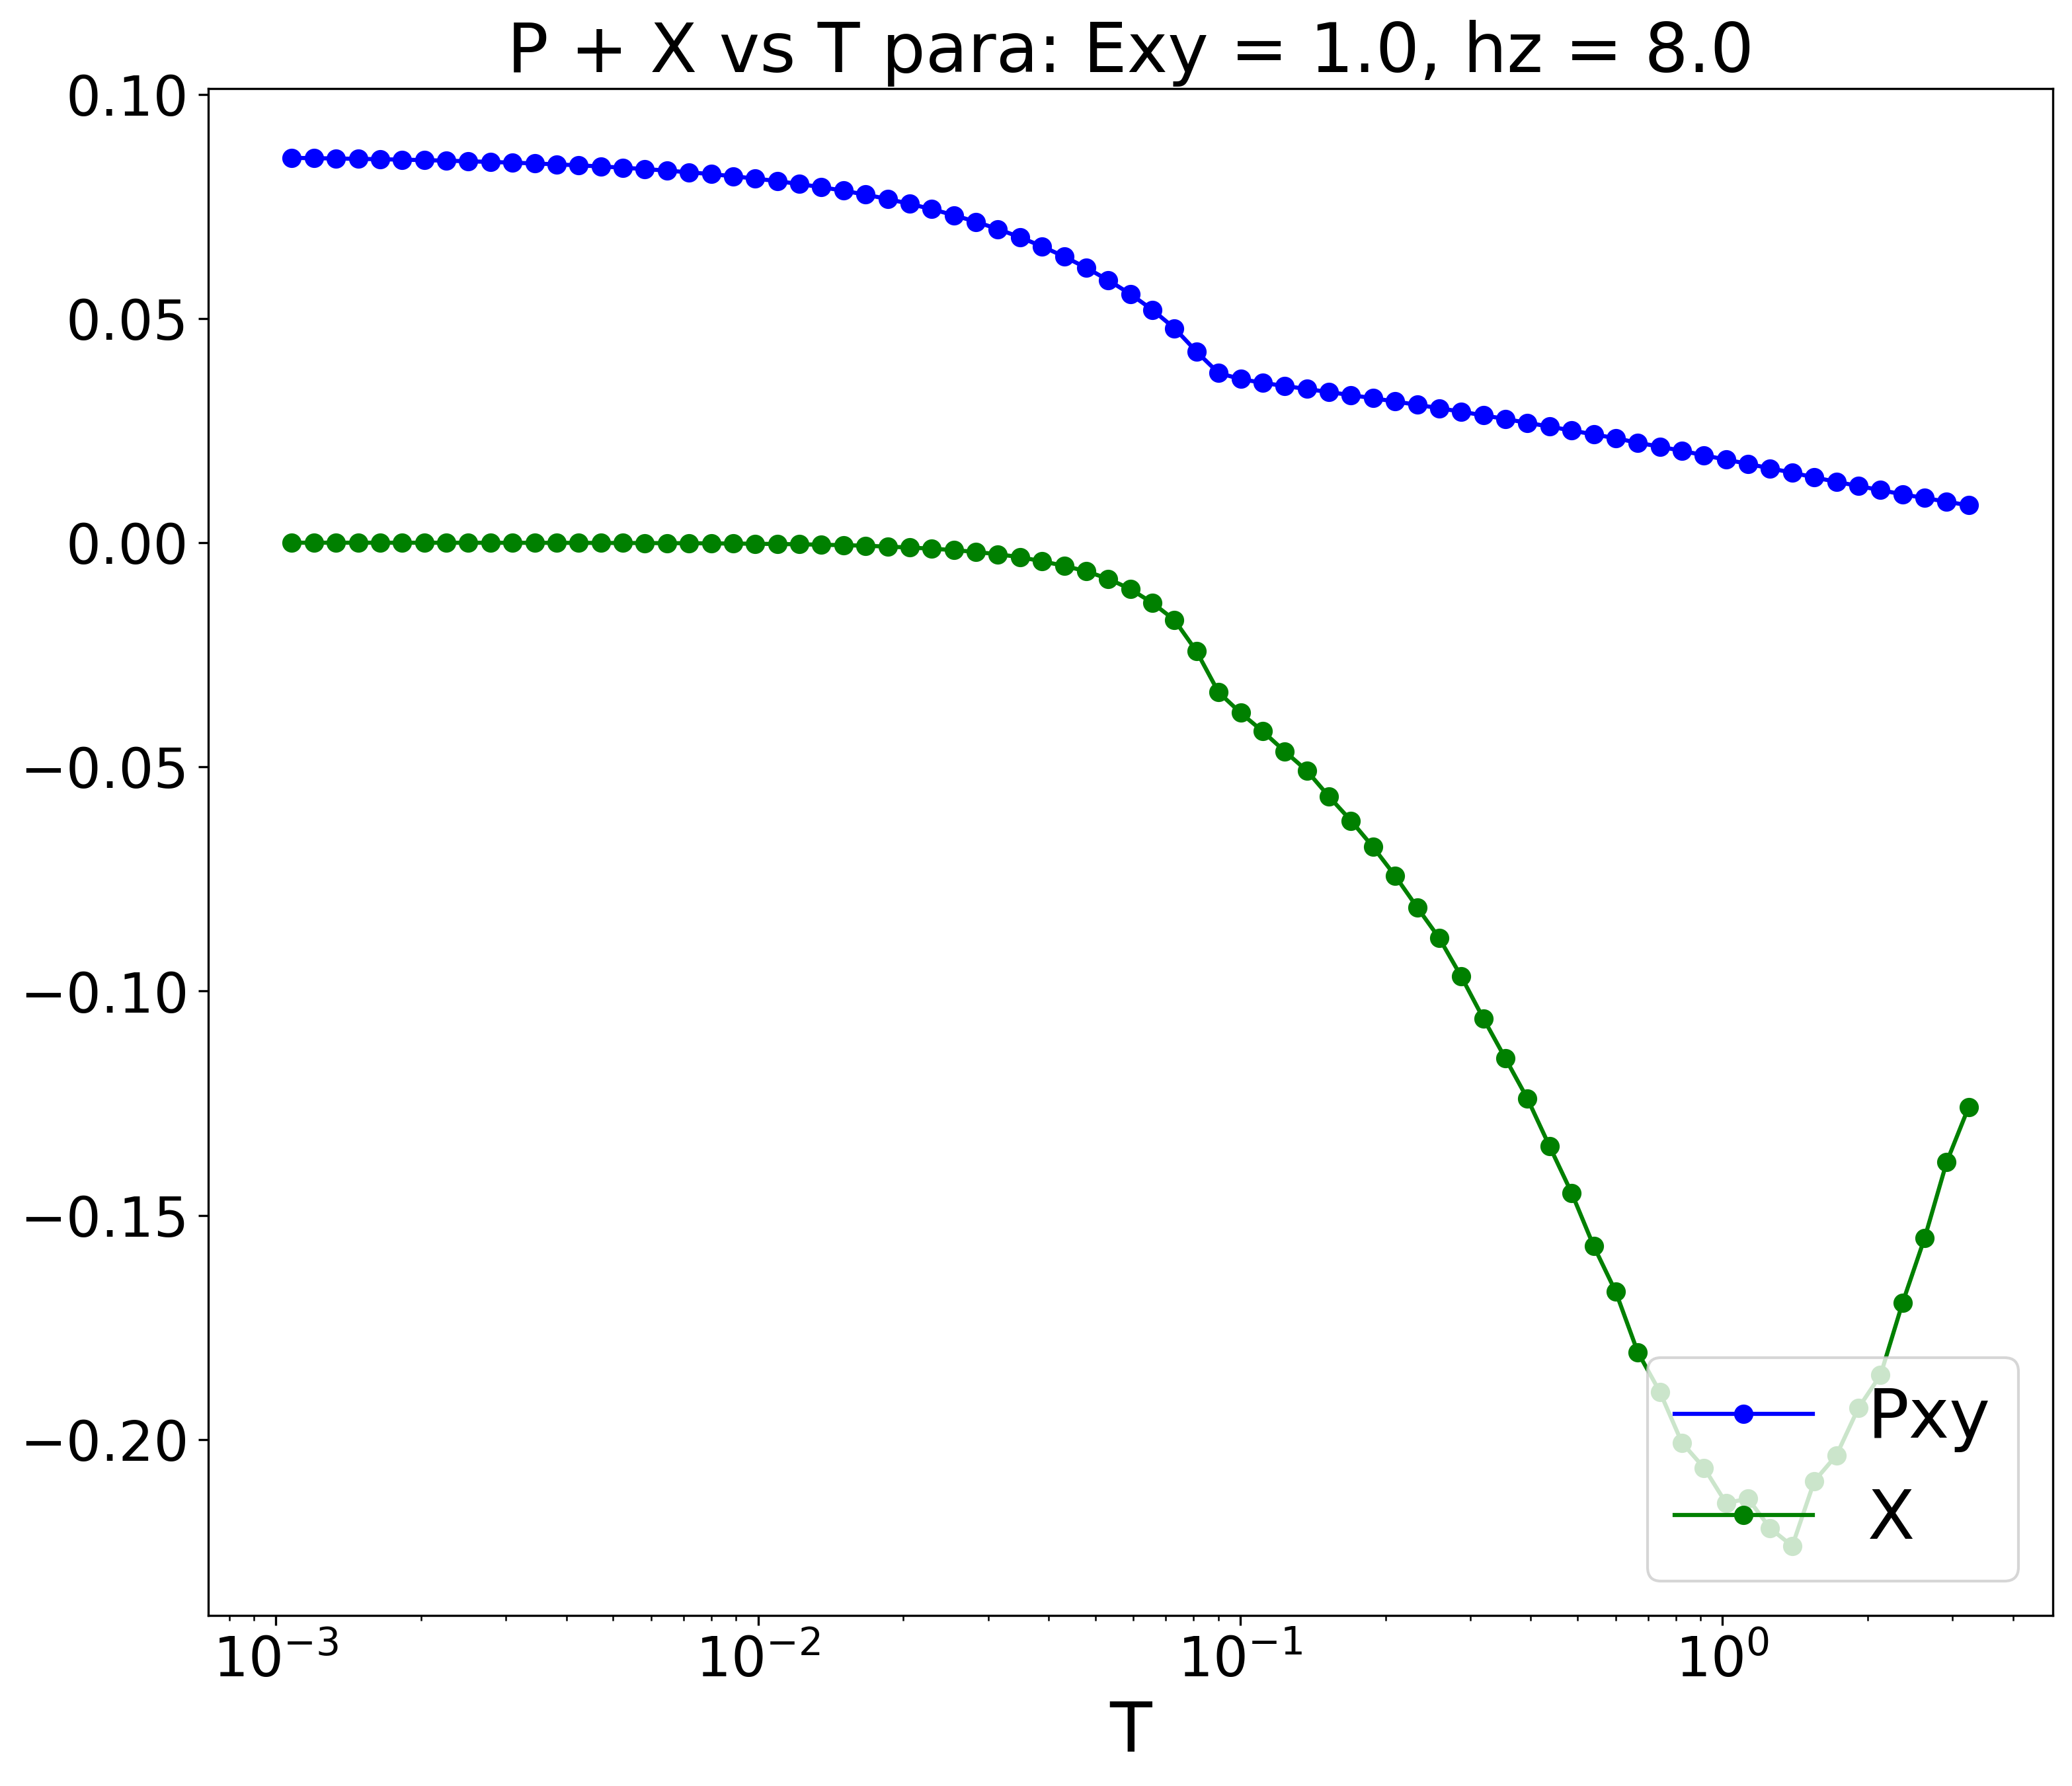 P + X vs T para: Exy = 1.0, hz = 8.0
0.10
0.05
0.00
−0.05
−0.10
−0.15
−0.20
Pxy
X
10⁻³ 10⁻² 10⁻¹ 10⁰
T